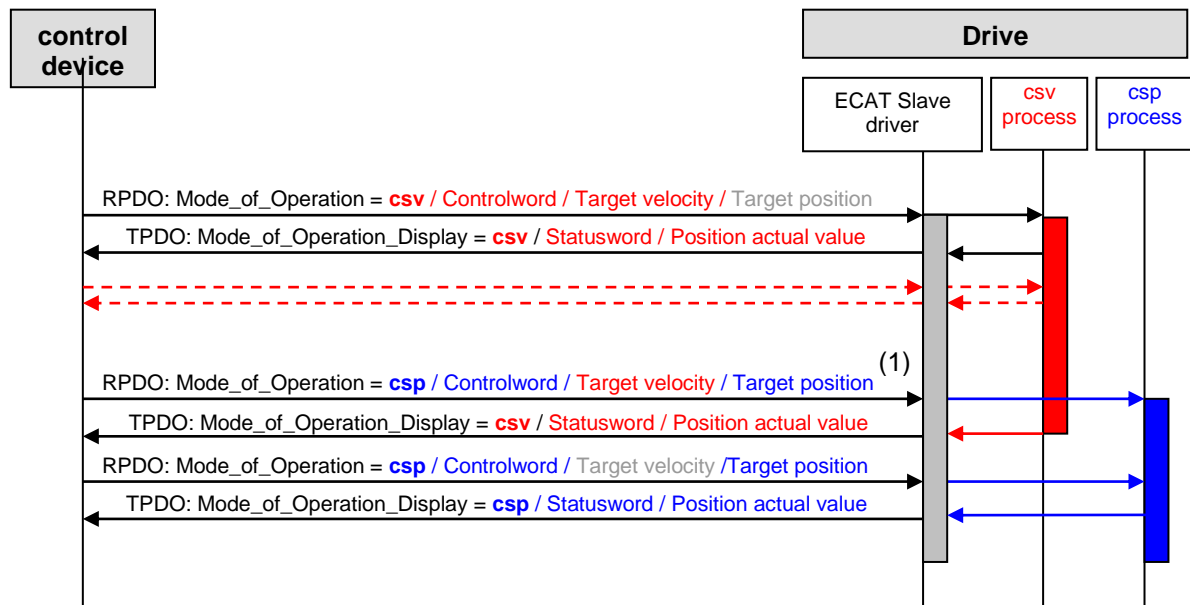 control
device
Drive
ECAT Slave
driver
csv
process
csp
process
RPDO: Mode_of_Operation = csv / Controlword / Target velocity / Target position
TPDO: Mode_of_Operation_Display = csv / Statusword / Position actual value
(1)
RPDO: Mode_of_Operation = csp / Controlword / Target velocity / Target position
TPDO: Mode_of_Operation_Display = csv / Statusword / Position actual value
RPDO: Mode_of_Operation = csp / Controlword / Target velocity /Target position
TPDO: Mode_of_Operation_Display = csp / Statusword / Position actual value